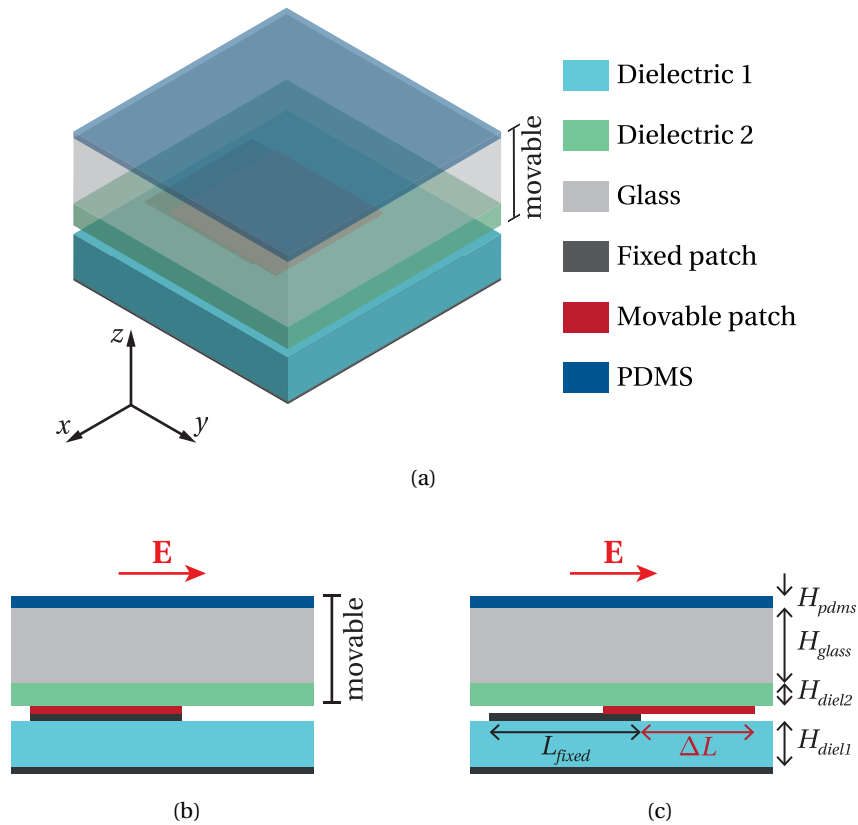 Dielectric 1
Dielectric 2
Glass
Fixed patch
Movable patch
PDMS
movable
z
x
y
(a)
E
E
movable
H_pdms
H_glass
H_diel2
H_diel1
L_fixed
ΔL
(b)
(c)